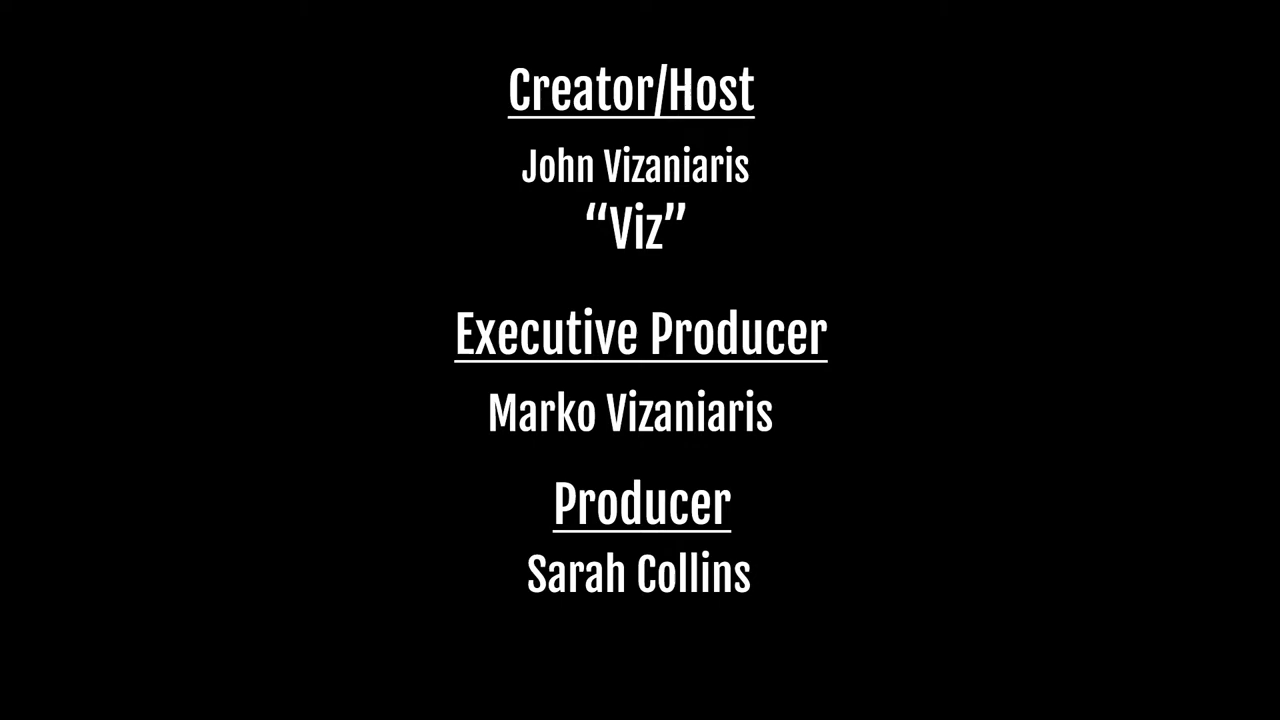 Creator/Host
John Vizaniaris
“Viz”
Executive Producer
Marko Vizaniaris
Producer
Sarah Collins